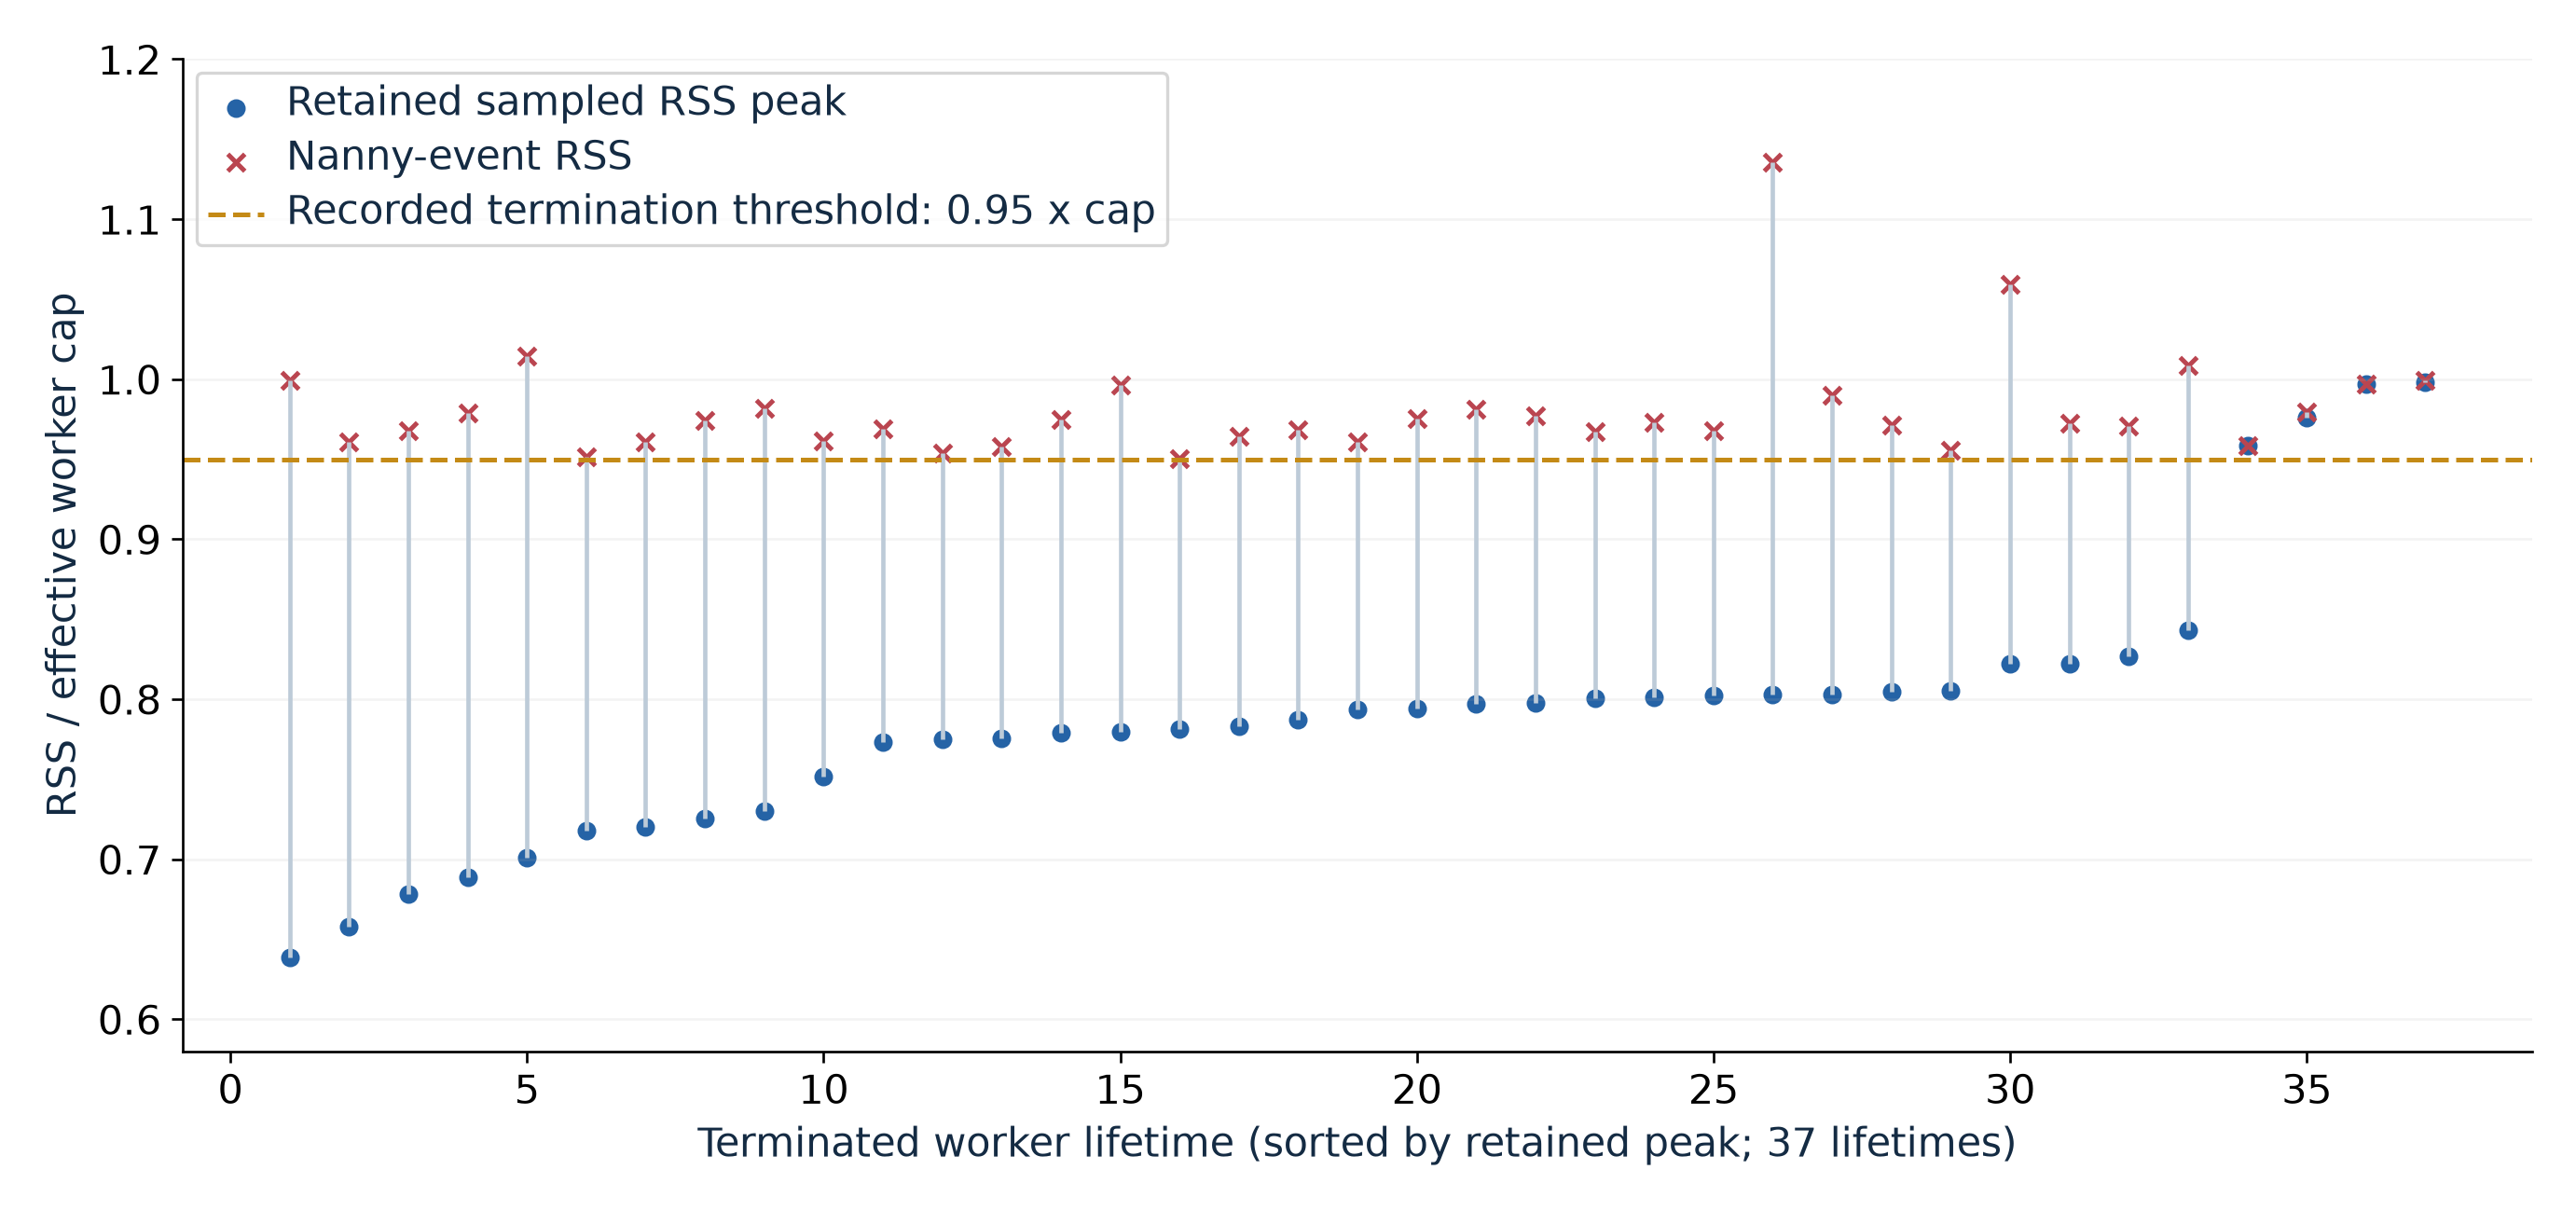 1.2
1.1
1.0
0.9
0.8
0.7
0.6
RSS / effective worker cap
Retained sampled RSS peak
Nanny-event RSS
Recorded termination threshold: 0.95 x cap
0 5 10 15 20 25 30 35
Terminated worker lifetime (sorted by retained peak; 37 lifetimes)